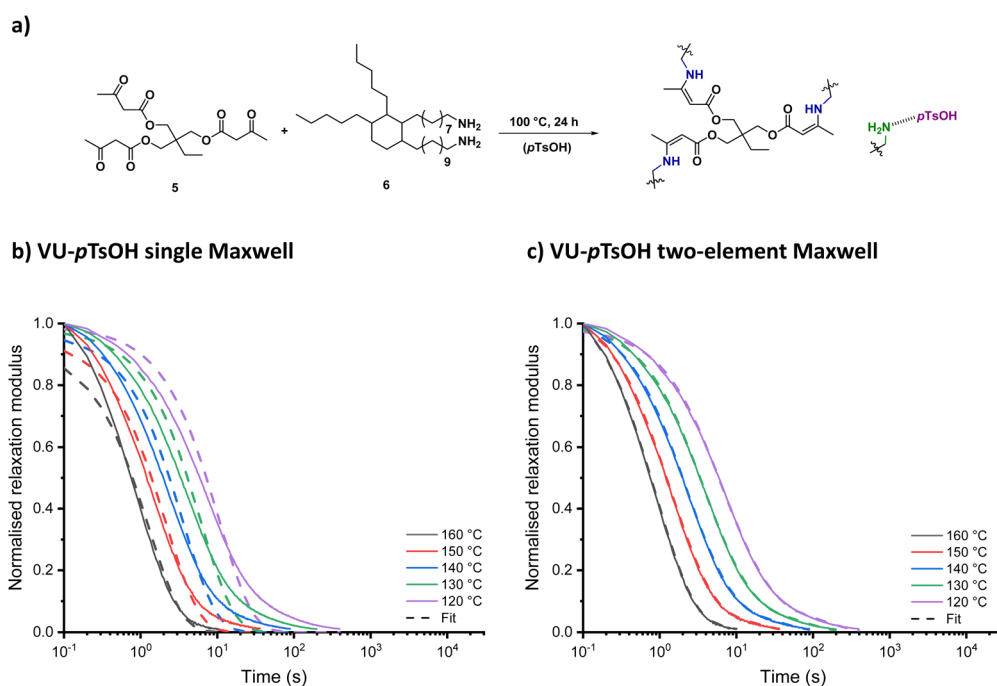 a)
O
O
O
O
O
O
O
O
O
5
+
7
NH2
NH2
9
6
100 °C, 24 h
(pTsOH)
NH
O
O
O
O
O
O
NH
NH
H2N
pTsOH
b) VU-pTsOH single Maxwell
Normalised relaxation modulus
1.0
0.8
0.6
0.4
0.2
0.0
10-1
100
101
102
103
104
Time (s)
160 °C
150 °C
140 °C
130 °C
120 °C
Fit
c) VU-pTsOH two-element Maxwell
Normalised relaxation modulus
1.0
0.8
0.6
0.4
0.2
0.0
10-1
100
101
102
103
104
Time (s)
160 °C
150 °C
140 °C
130 °C
120 °C
Fit